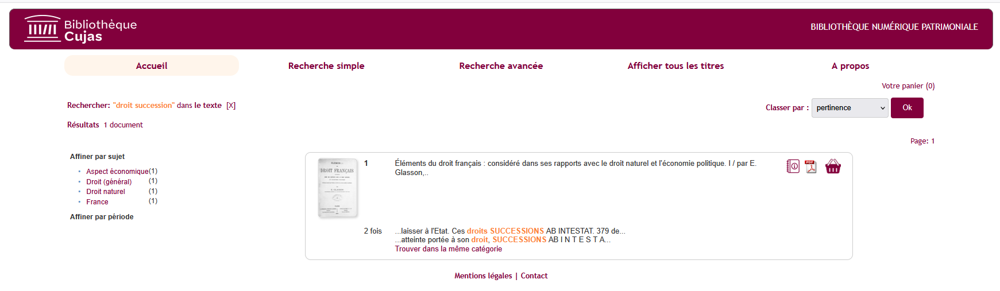 Bibliothèque
Cujas
BIBLIOTHÈQUE NUMÉRIQUE PATRIMONIALE
Accueil
Recherche simple
Recherche avancée
Afficher tous les titres
A propos
Votre panier (0)
Rechercher: "droit succession" dans le texte [X]
Classer par : pertinence Ok
Résultats 1 document
Page: 1
Affiner par sujet
Aspect économique(1)
Droit (général) (1)
Droit naturel (1)
France (1)
Affiner par période
DROIT FRANÇAIS
1
Éléments du droit français : considéré dans ses rapports avec le droit naturel et l'économie politique. I / par E.
Glasson,..
PDF
2 fois
...laisser à l'Etat. Ces droits SUCCESSIONS AB INTESTAT. 379 de...
...atteinte portée à son droit, SUCCESSIONS AB I N T E S T A...
Trouver dans la même catégorie
Mentions légales | Contact